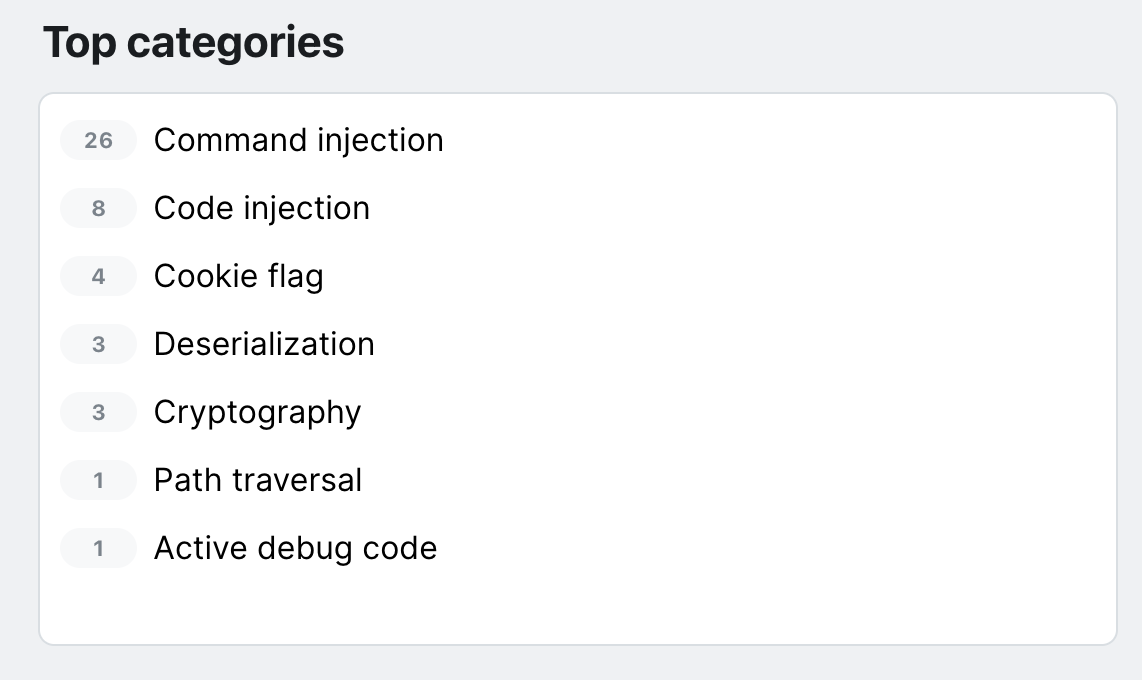 Top categories
26 Command injection
8 Code injection
4 Cookie flag
3 Deserialization
3 Cryptography
1 Path traversal
1 Active debug code